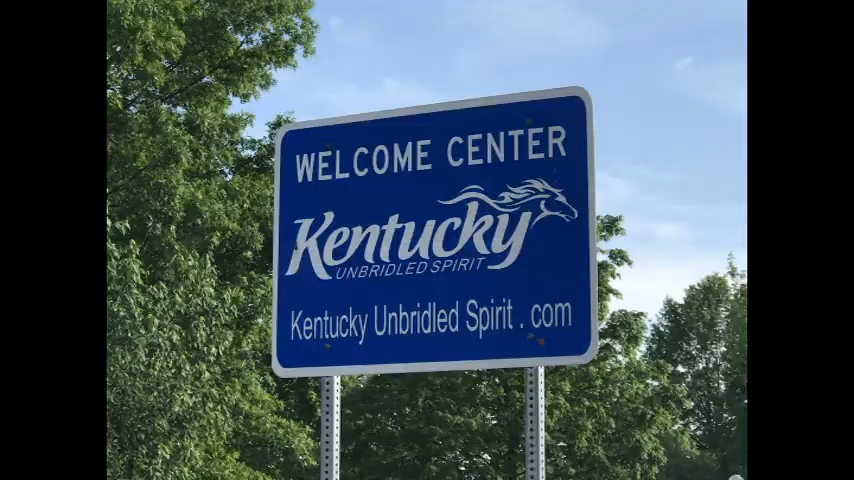 WELCOME CENTER
Kentucky
UNBRIDLED SPIRIT
Kentucky Unbridled Spirit . com